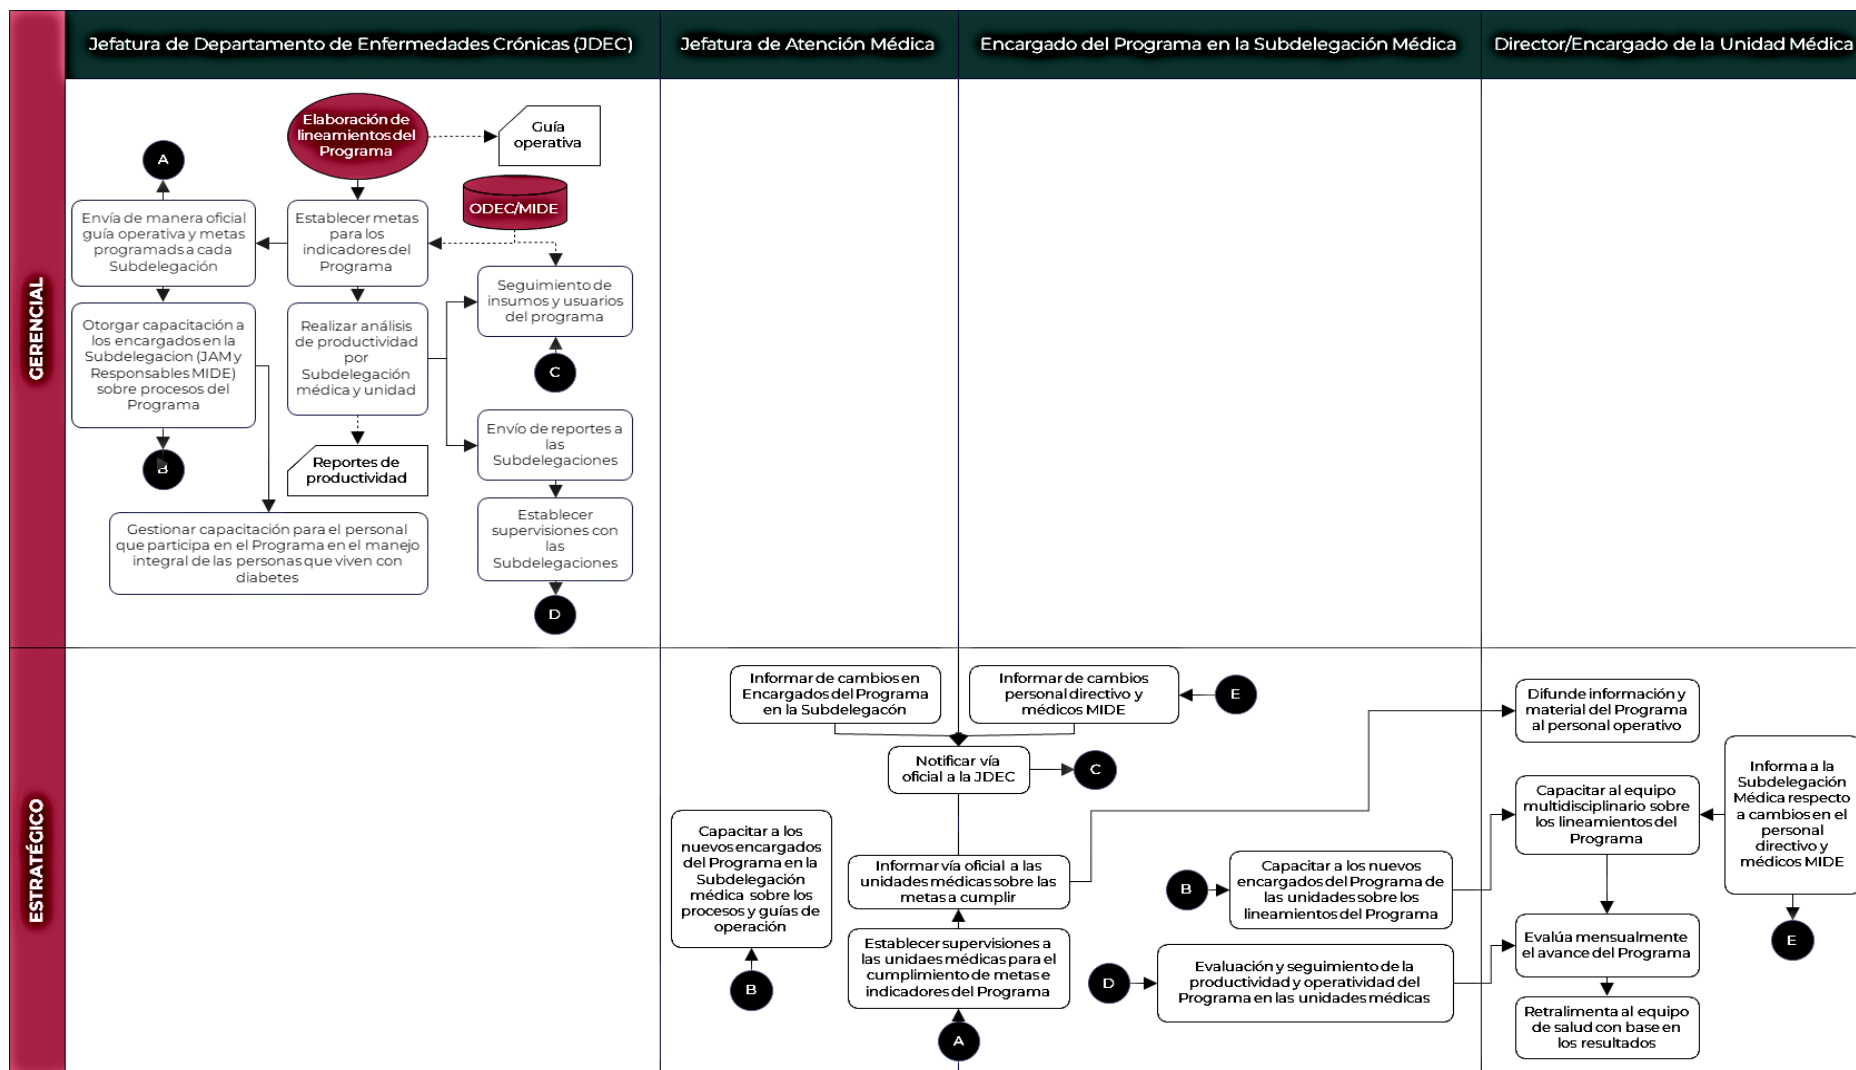 Jefatura de Departamento de Enfermedades Crónicas (JDEC)
Jefatura de Atención Médica
Encargado del Programa en la Subdelegación Médica
Director/Encargado de la Unidad Médica
GERENCIAL
Elaboración de
lineamientos del
Programa
Guía
operativa
A
ODEC/MIDE
Envía de manera oficial
guía operativa y metas
programads a cada
Subdelegación
Establecer metas
para los
indicadores del
Programa
Seguimiento de
insumos y usuarios
del programa
Otorgar capacitación a
los encargados en la
Subdelegacion (JAM y
Responsables MIDE)
sobre procesos del
Programa
Realizar análisis
de productividad
por
Subdelegación
médica y unidad
C
Envío de reportes a
las
Subdelegaciones
B
Reportes de
productividad
Gestionar capacitación para el personal
que participa en el Programa en el manejo
integral de las personas que viven con
diabetes
Establecer
supervisiones con
las
Subdelegaciones
D
ESTRATÉGICO
Informar de cambios en
Encargados del Programa
en la Subdelegacón
Informar de cambios
personal directivo y
médicos MIDE
E
Notificar vía
oficial a la JDEC
C
Capacitar a los
nuevos encargados
del Programa en la
Subdelegación
médica sobre los
procesos y guías de
operación
B
Informar vía oficial a las
unidades médicas sobre las
metas a cumplir
Establecer supervisiones a
las unidaes médicas para el
cumplimiento de metas e
indicadores del Programa
A
B
Capacitar a los nuevos
encargados del Programa de
las unidades sobre los
lineamientos del Programa
D
Evaluación y seguimiento de la
productividad y operatividad del
Programa en las unidades médicas
Difunde información y
material del Programa
al personal operativo
Capacitar al equipo
multidisciplinario sobre
los lineamientos del
Programa
Informa a la
Subdelegación
Médica respecto
a cambios en el
personal
directivo y
médicos MIDE
E
Evalúa mensualmente
el avance del Programa
Retralimenta al equipo
de salud con base en
los resultados